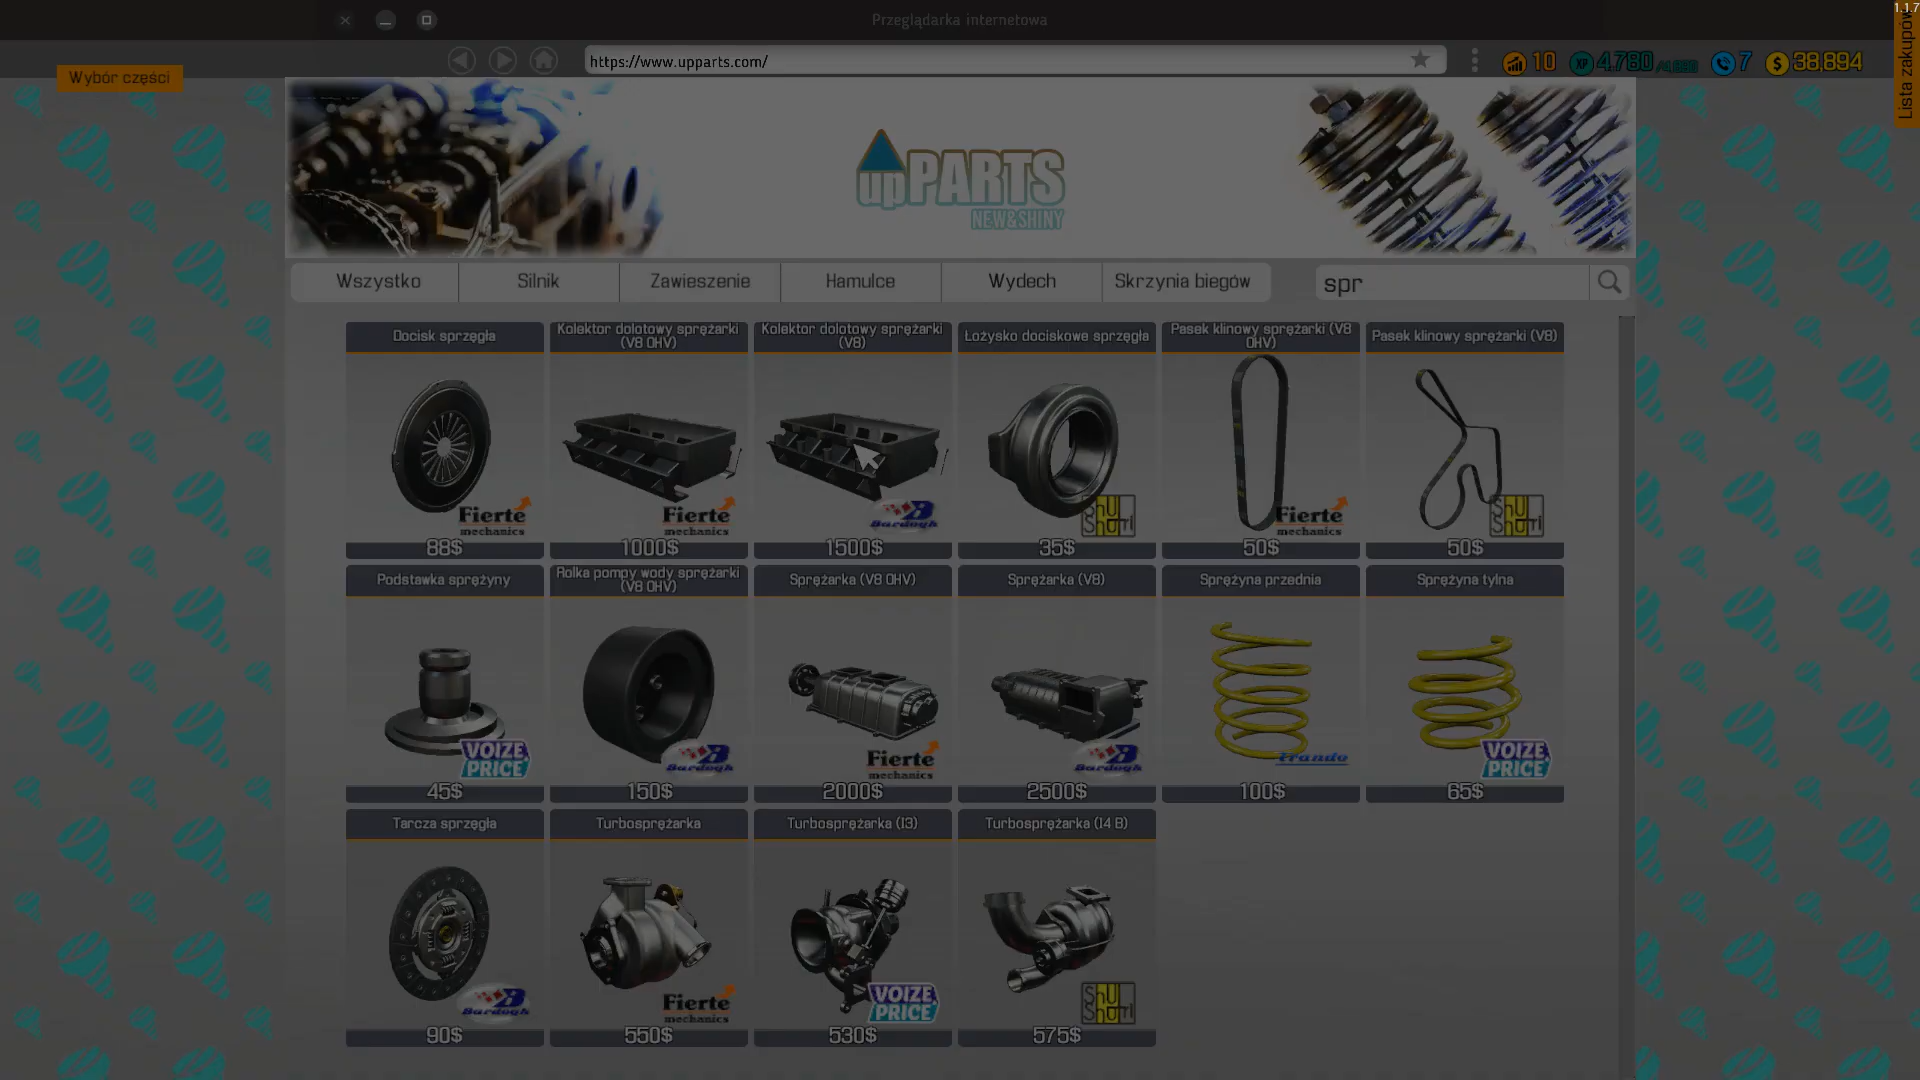 1.1.7
Przeglądarka internetowa
https://www.upparts.com/
10
XP
4,780
7
$
38,894
Wybór części
Lista zakupów
upPARTS
NEW&SHINY
Wszystko
Silnik
Zawieszenie
Hamulce
Wydech
Skrzynia biegów
spr
Docisk sprzęgła
Fierte
mechanics
88$
Kolektor dolotowy sprężarki
(V8 OHV)
Fierte
mechanics
1000$
Kolektor dolotowy sprężarki
(V8)
Bardogh
1500$
Łożysko dociskowe sprzęgła
35$
Pasek klinowy sprężarki (V8
OHV)
Fierte
mechanics
50$
Pasek klinowy sprężarki (V8)
50$
Podstawka sprężyny
VOIZE
PRICE
45$
Rolka pompy wody sprężarki
(V8 OHV)
Bardogh
150$
Sprężarka (V8 OHV)
Fierte
mechanics
2000$
Sprężarka (V8)
Bardogh
2500$
Sprężyna przednia
100$
Sprężyna tylna
VOIZE
PRICE
65$
Tarcza sprzęgła
Bardogh
90$
Turbosprężarka
Fierte
mechanics
550$
Turbosprężarka (I3)
VOIZE
PRICE
530$
Turbosprężarka (I4 B)
575$